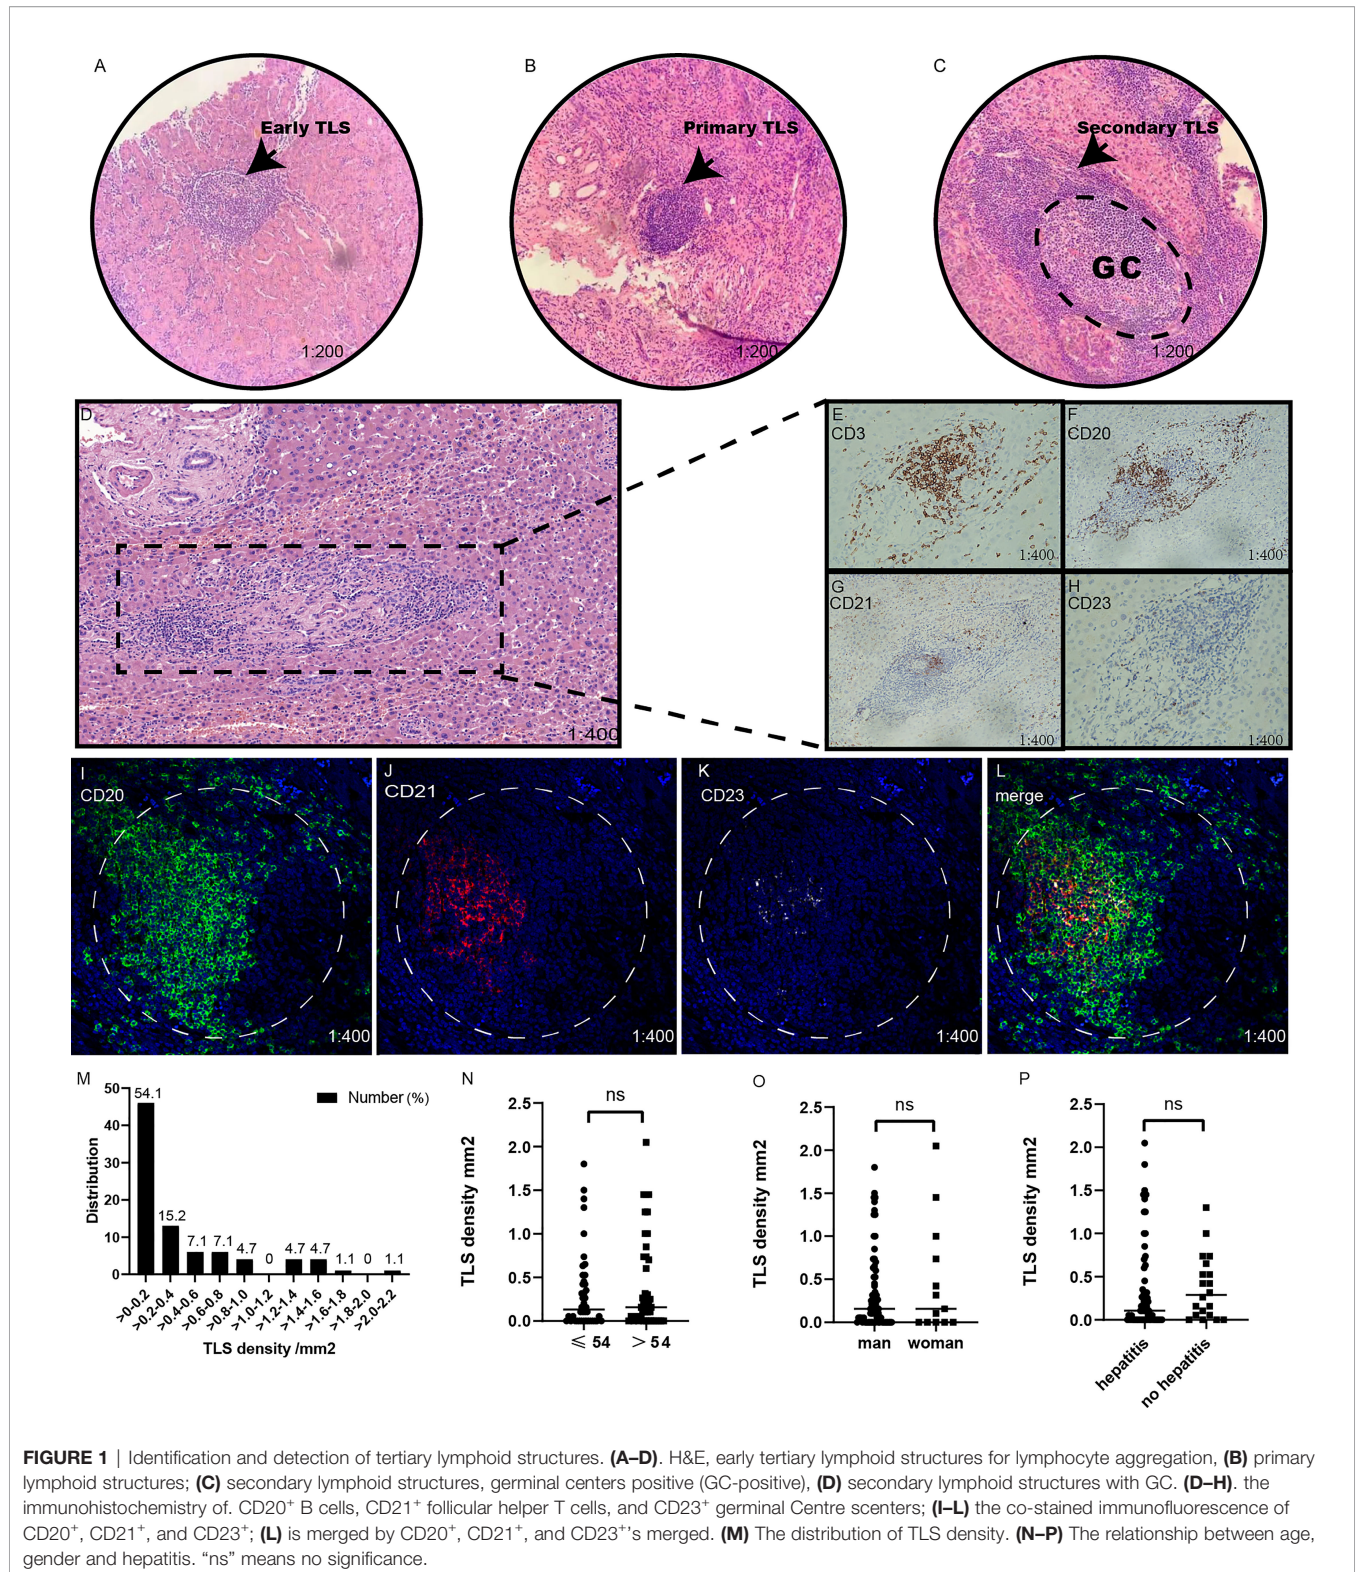 A
Early TLS
1:200
B
Primary TLS
1:200
C
Secondary TLS
GC
1:200
D
1:400
E
CD3
1:400
F
CD20
1:400
G
CD21
1:400
H
CD23
1:400
I
CD20
1:400
J
CD21
1:400
K
CD23
1:400
L
merge
1:400
M
Number (%)
Distribution
50
40
30
20
10
0
54.1
15.2
7.1
7.1
4.7
0
4.7
4.7
1.1
0
1.1
>0-0.2
>0.2-0.4
>0.4-0.6
>0.6-0.8
>0.8-1.0
>1.0-1.2
>1.2-1.4
>1.4-1.6
>1.6-1.8
>1.8-2.0
>2.0-2.2
TLS density /mm2
N
ns
TLS density mm2
2.5
2.0
1.5
1.0
0.5
0.0
≤ 54
> 54
O
ns
TLS density mm2
2.5
2.0
1.5
1.0
0.5
0.0
man
woman
P
ns
TLS density mm2
2.5
2.0
1.5
1.0
0.5
0.0
hepatitis
no hepatitis
FIGURE 1 | Identification and detection of tertiary lymphoid structures. (A–D). H&E, early tertiary lymphoid structures for lymphocyte aggregation, (B) primary
lymphoid structures; (C) secondary lymphoid structures, germinal centers positive (GC-positive), (D) secondary lymphoid structures with GC. (D–H). the
immunohistochemistry of. CD20⁺ B cells, CD21⁺ follicular helper T cells, and CD23⁺ germinal Centre scenters; (I–L) the co-stained immunofluorescence of
CD20⁺, CD21⁺, and CD23⁺; (L) is merged by CD20⁺, CD21⁺, and CD23⁺'s merged. (M) The distribution of TLS density. (N–P) The relationship between age,
gender and hepatitis. “ns” means no significance.